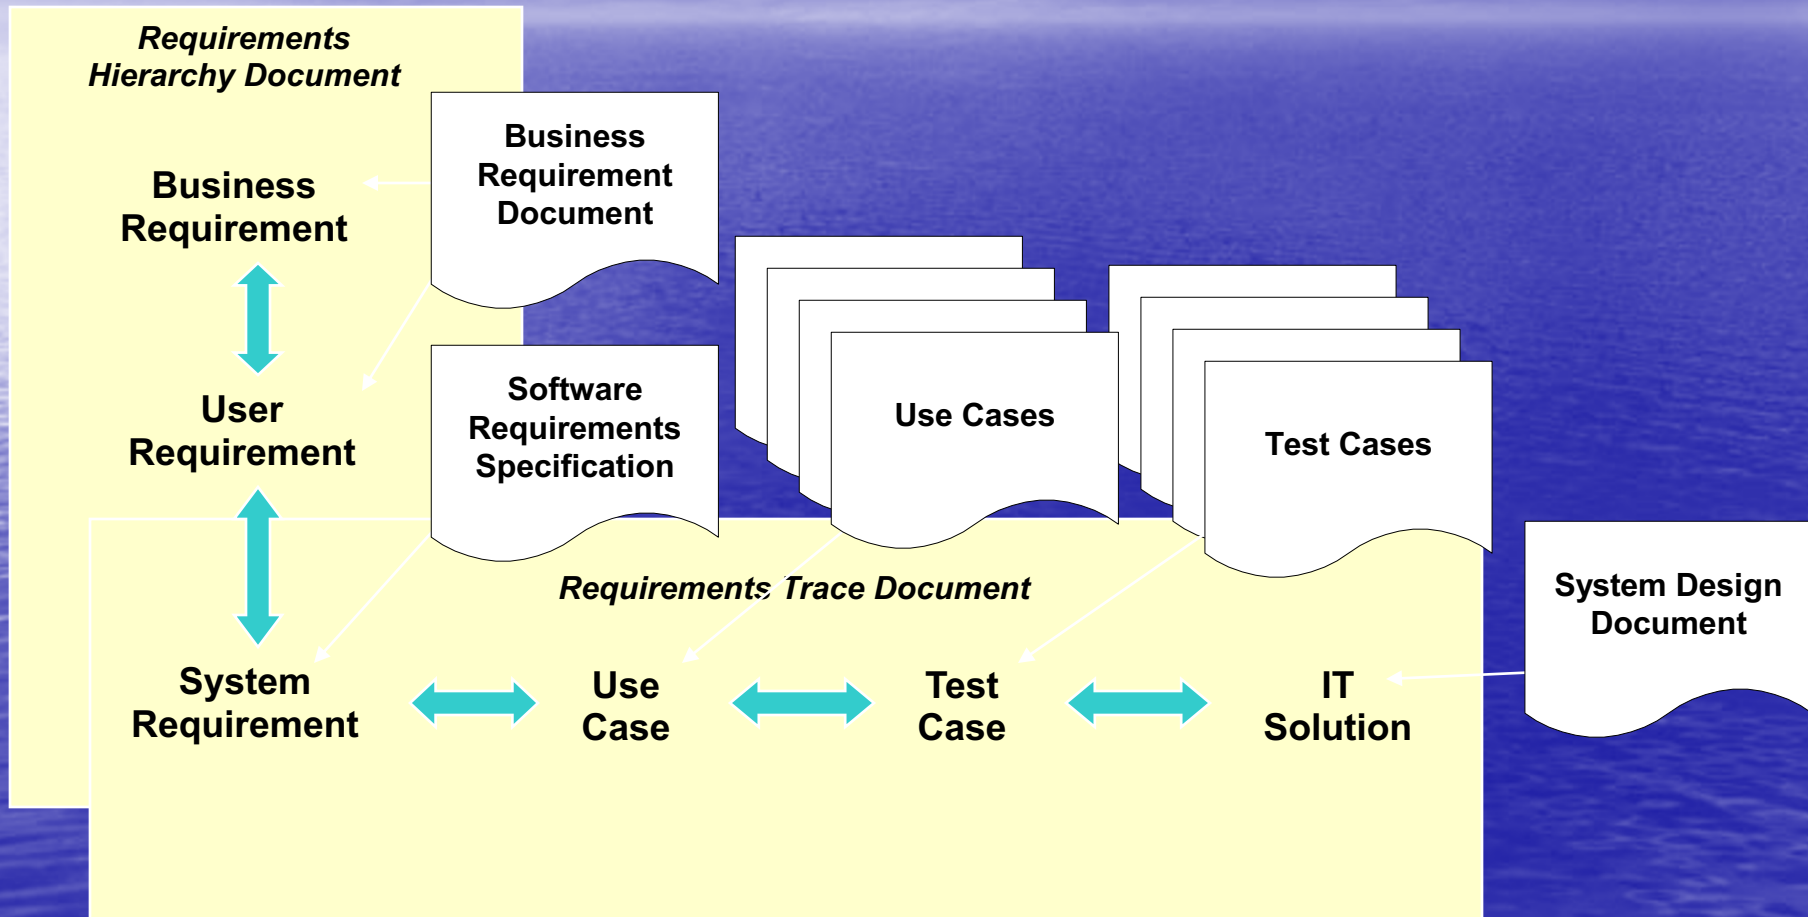 Requirements
Hierarchy Document
Business
Requirement
Document
Business
Requirement
Software
Requirements
Specification
Use Cases
Test Cases
User
Requirement
Requirements Trace Document
System Design
Document
System
Requirement
Use
Case
Test
Case
IT
Solution